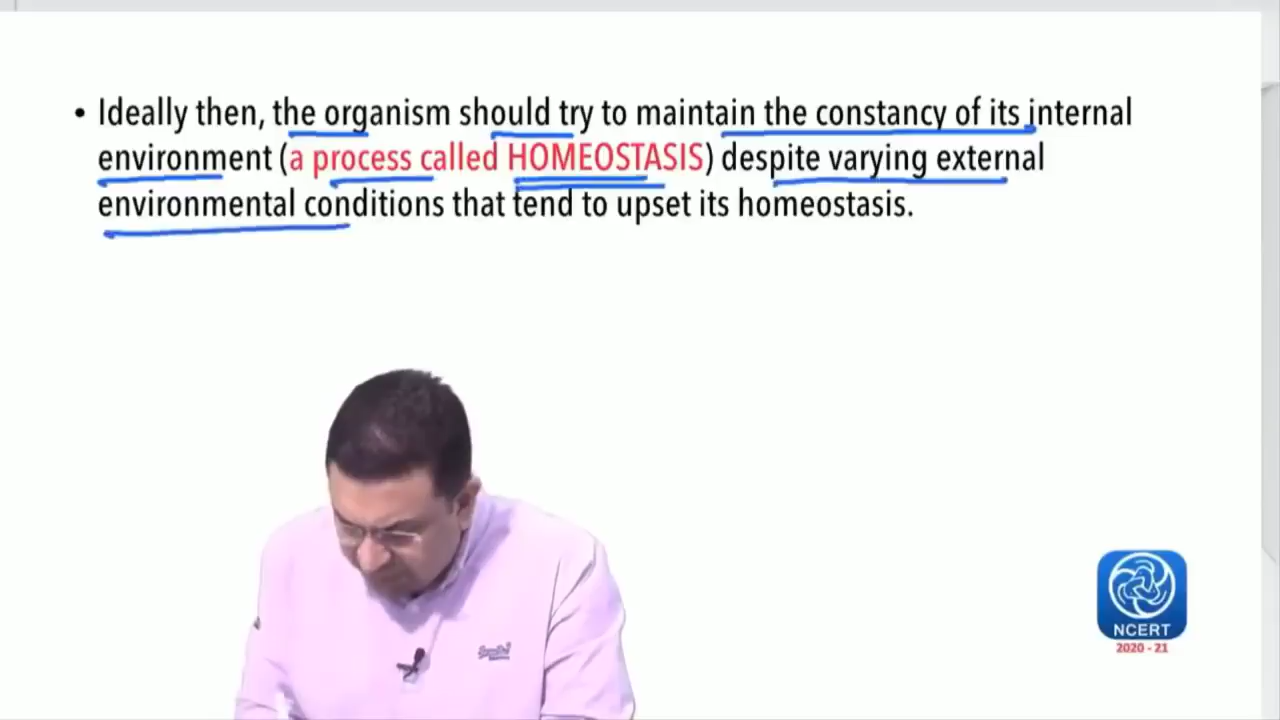 • Ideally then, the organism should try to maintain the constancy of its internal
environment (a process called HOMEOSTASIS) despite varying external
environmental conditions that tend to upset its homeostasis.
NCERT
2020 - 21